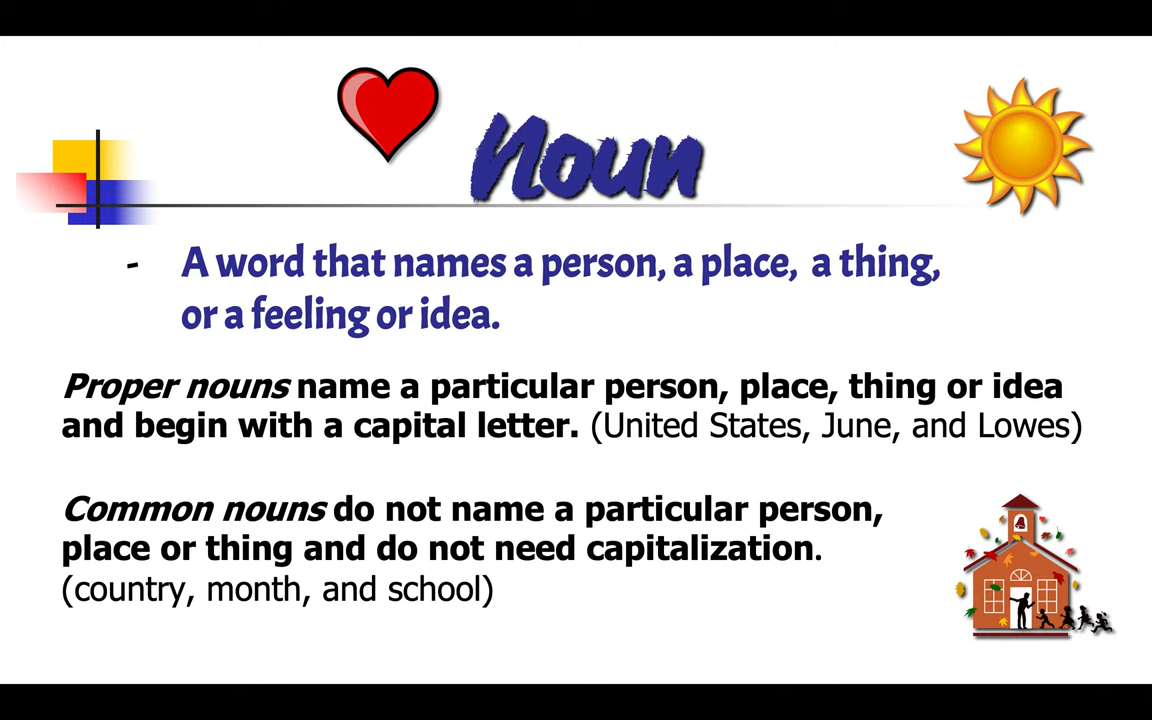 Noun
- A word that names a person, a place, a thing,
or a feeling or idea.
Proper nouns name a particular person, place, thing or idea
and begin with a capital letter. (United States, June, and Lowes)
Common nouns do not name a particular person,
place or thing and do not need capitalization.
(country, month, and school)